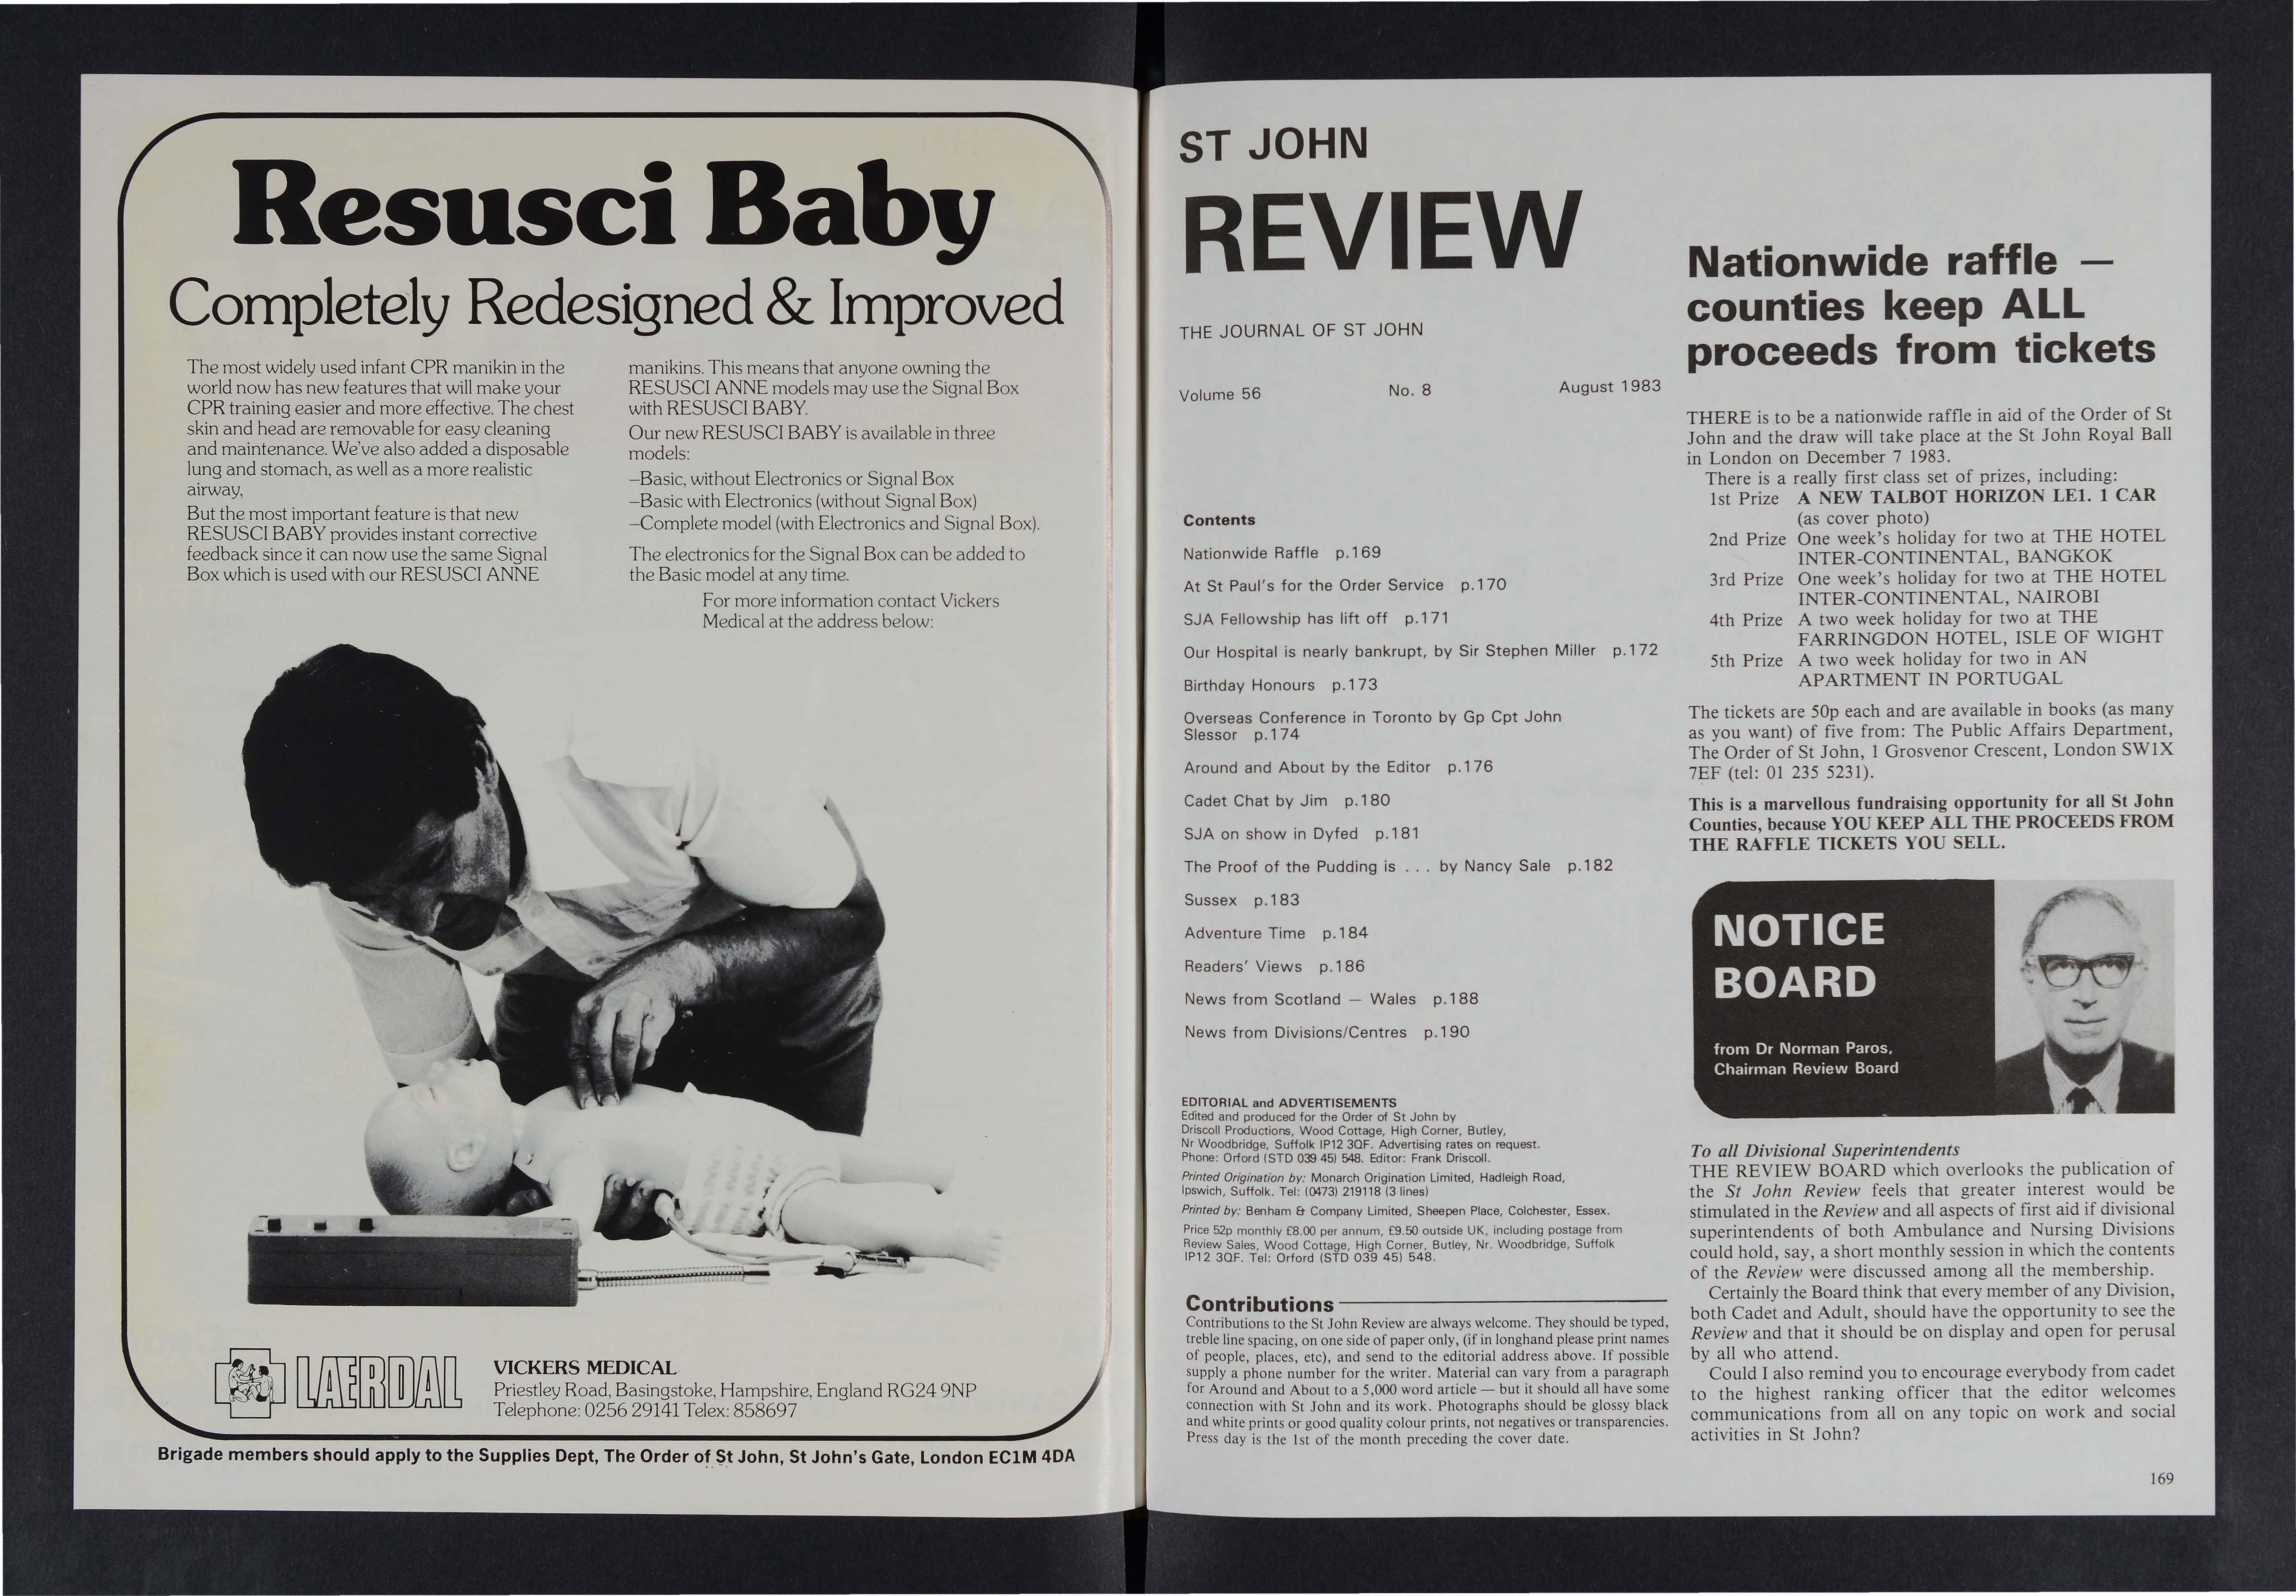 Resusci Baby
Completely Redesigned & Improved
The most widely used infant CPR manikin in the
world now has new features that will make your
CPR training easier and more effective. The chest
skin and head are removable for easy cleaning
and maintenance. We've also added a disposable
lung and stomach, as well as a more realistic
airway,
But the most important feature is that new
RESUSCI BABY provides instant corrective
feedback since it can now use the same Signal
Box which is used with our RESUSCI ANNE
manikins. This means that anyone owning the
RESUSCI ANNE models may use the Signal Box
with RESUSCI BABY.
Our new RESUSCI BABY is available in three
models:
–Basic, without Electronics or Signal Box
–Basic with Electronics (without Signal Box)
–Complete model (with Electronics and Signal Box).
The electronics for the Signal Box can be added to
the Basic model at any time.
For more information contact Vickers
Medical at the address below:
LAERDAL
VICKERS MEDICAL
Priestley Road, Basingstoke, Hampshire, England RG24 9NP
Telephone: 0256 29141 Telex: 858697
Brigade members should apply to the Supplies Dept, The Order of St John, St John's Gate, London EC1M 4DA
ST JOHN
REVIEW
THE JOURNAL OF ST JOHN
Volume 56 No. 8 August 1983
Contents
Nationwide Raffle p.169
At St Paul's for the Order Service p.170
SJA Fellowship has lift off p.171
Our Hospital is nearly bankrupt, by Sir Stephen Miller p.172
Birthday Honours p.173
Overseas Conference in Toronto by Gp Cpt John
Slessor p.174
Around and About by the Editor p.176
Cadet Chat by Jim p.180
SJA on show in Dyfed p.181
The Proof of the Pudding is . . . by Nancy Sale p.182
Sussex p.183
Adventure Time p.184
Readers' Views p.186
News from Scotland – Wales p.188
News from Divisions/Centres p.190
EDITORIAL and ADVERTISEMENTS
Edited and produced for the Order of St John by
Driscoll Productions, Wood Cottage, High Corner, Butley,
Nr Woodbridge, Suffolk IP12 3QF. Advertising rates on request.
Phone: Orford (STD 039 45) 548. Editor: Frank Driscoll.
Printed Origination by: Monarch Origination Limited, Hadleigh Road,
Ipswich, Suffolk. Tel: (0473) 219118 (3 lines)
Printed by: Benham & Company Limited, Sheepen Place, Colchester, Essex.
Price 52p monthly £8.00 per annum, £9.50 outside UK, including postage from
Review Sales, Wood Cottage, High Corner, Butley, Nr. Woodbridge, Suffolk
IP12 3QF. Tel: Orford (STD 039 45) 548.
Contributions
Contributions to the St John Review are always welcome. They should be typed,
treble line spacing, on one side of paper only, (if in longhand please print names
of people, places, etc), and send to the editorial address above. If possible
supply a phone number for the writer. Material can vary from a paragraph
for Around and About to a 5,000 word article — but it should all have some
connection with St John and its work. Photographs should be glossy black
and white prints or good quality colour prints, not negatives or transparencies.
Press day is the 1st of the month preceding the cover date.
Nationwide raffle –
counties keep ALL
proceeds from tickets
THERE is to be a nationwide raffle in aid of the Order of St
John and the draw will take place at the St John Royal Ball
in London on December 7 1983.
There is a really first class set of prizes, including:
1st Prize A NEW TALBOT HORIZON LE1. 1 CAR
(as cover photo)
2nd Prize One week's holiday for two at THE HOTEL
INTER-CONTINENTAL, BANGKOK
3rd Prize One week's holiday for two at THE HOTEL
INTER-CONTINENTAL, NAIROBI
4th Prize A two week holiday for two at THE
FARRINGDON HOTEL, ISLE OF WIGHT
5th Prize A two week holiday for two in AN
APARTMENT IN PORTUGAL
The tickets are 50p each and are available in books (as many
as you want) of five from: The Public Affairs Department,
The Order of St John, 1 Grosvenor Crescent, London SW1X
7EF (tel: 01 235 5231).
This is a marvellous fundraising opportunity for all St John
Counties, because YOU KEEP ALL THE PROCEEDS FROM
THE RAFFLE TICKETS YOU SELL.
NOTICE
BOARD
from Dr Norman Paros,
Chairman Review Board
To all Divisional Superintendents
THE REVIEW BOARD which overlooks the publication of
the St John Review feels that greater interest would be
stimulated in the Review and all aspects of first aid if divisional
superintendents of both Ambulance and Nursing Divisions
could hold, say, a short monthly session in which the contents
of the Review were discussed among all the membership.
Certainly the Board think that every member of any Division,
both Cadet and Adult, should have the opportunity to see the
Review and that it should be on display and open for perusal
by all who attend.
Could I also remind you to encourage everybody from cadet
to the highest ranking officer that the editor welcomes
communications from all on any topic on work and social
activities in St John?
169